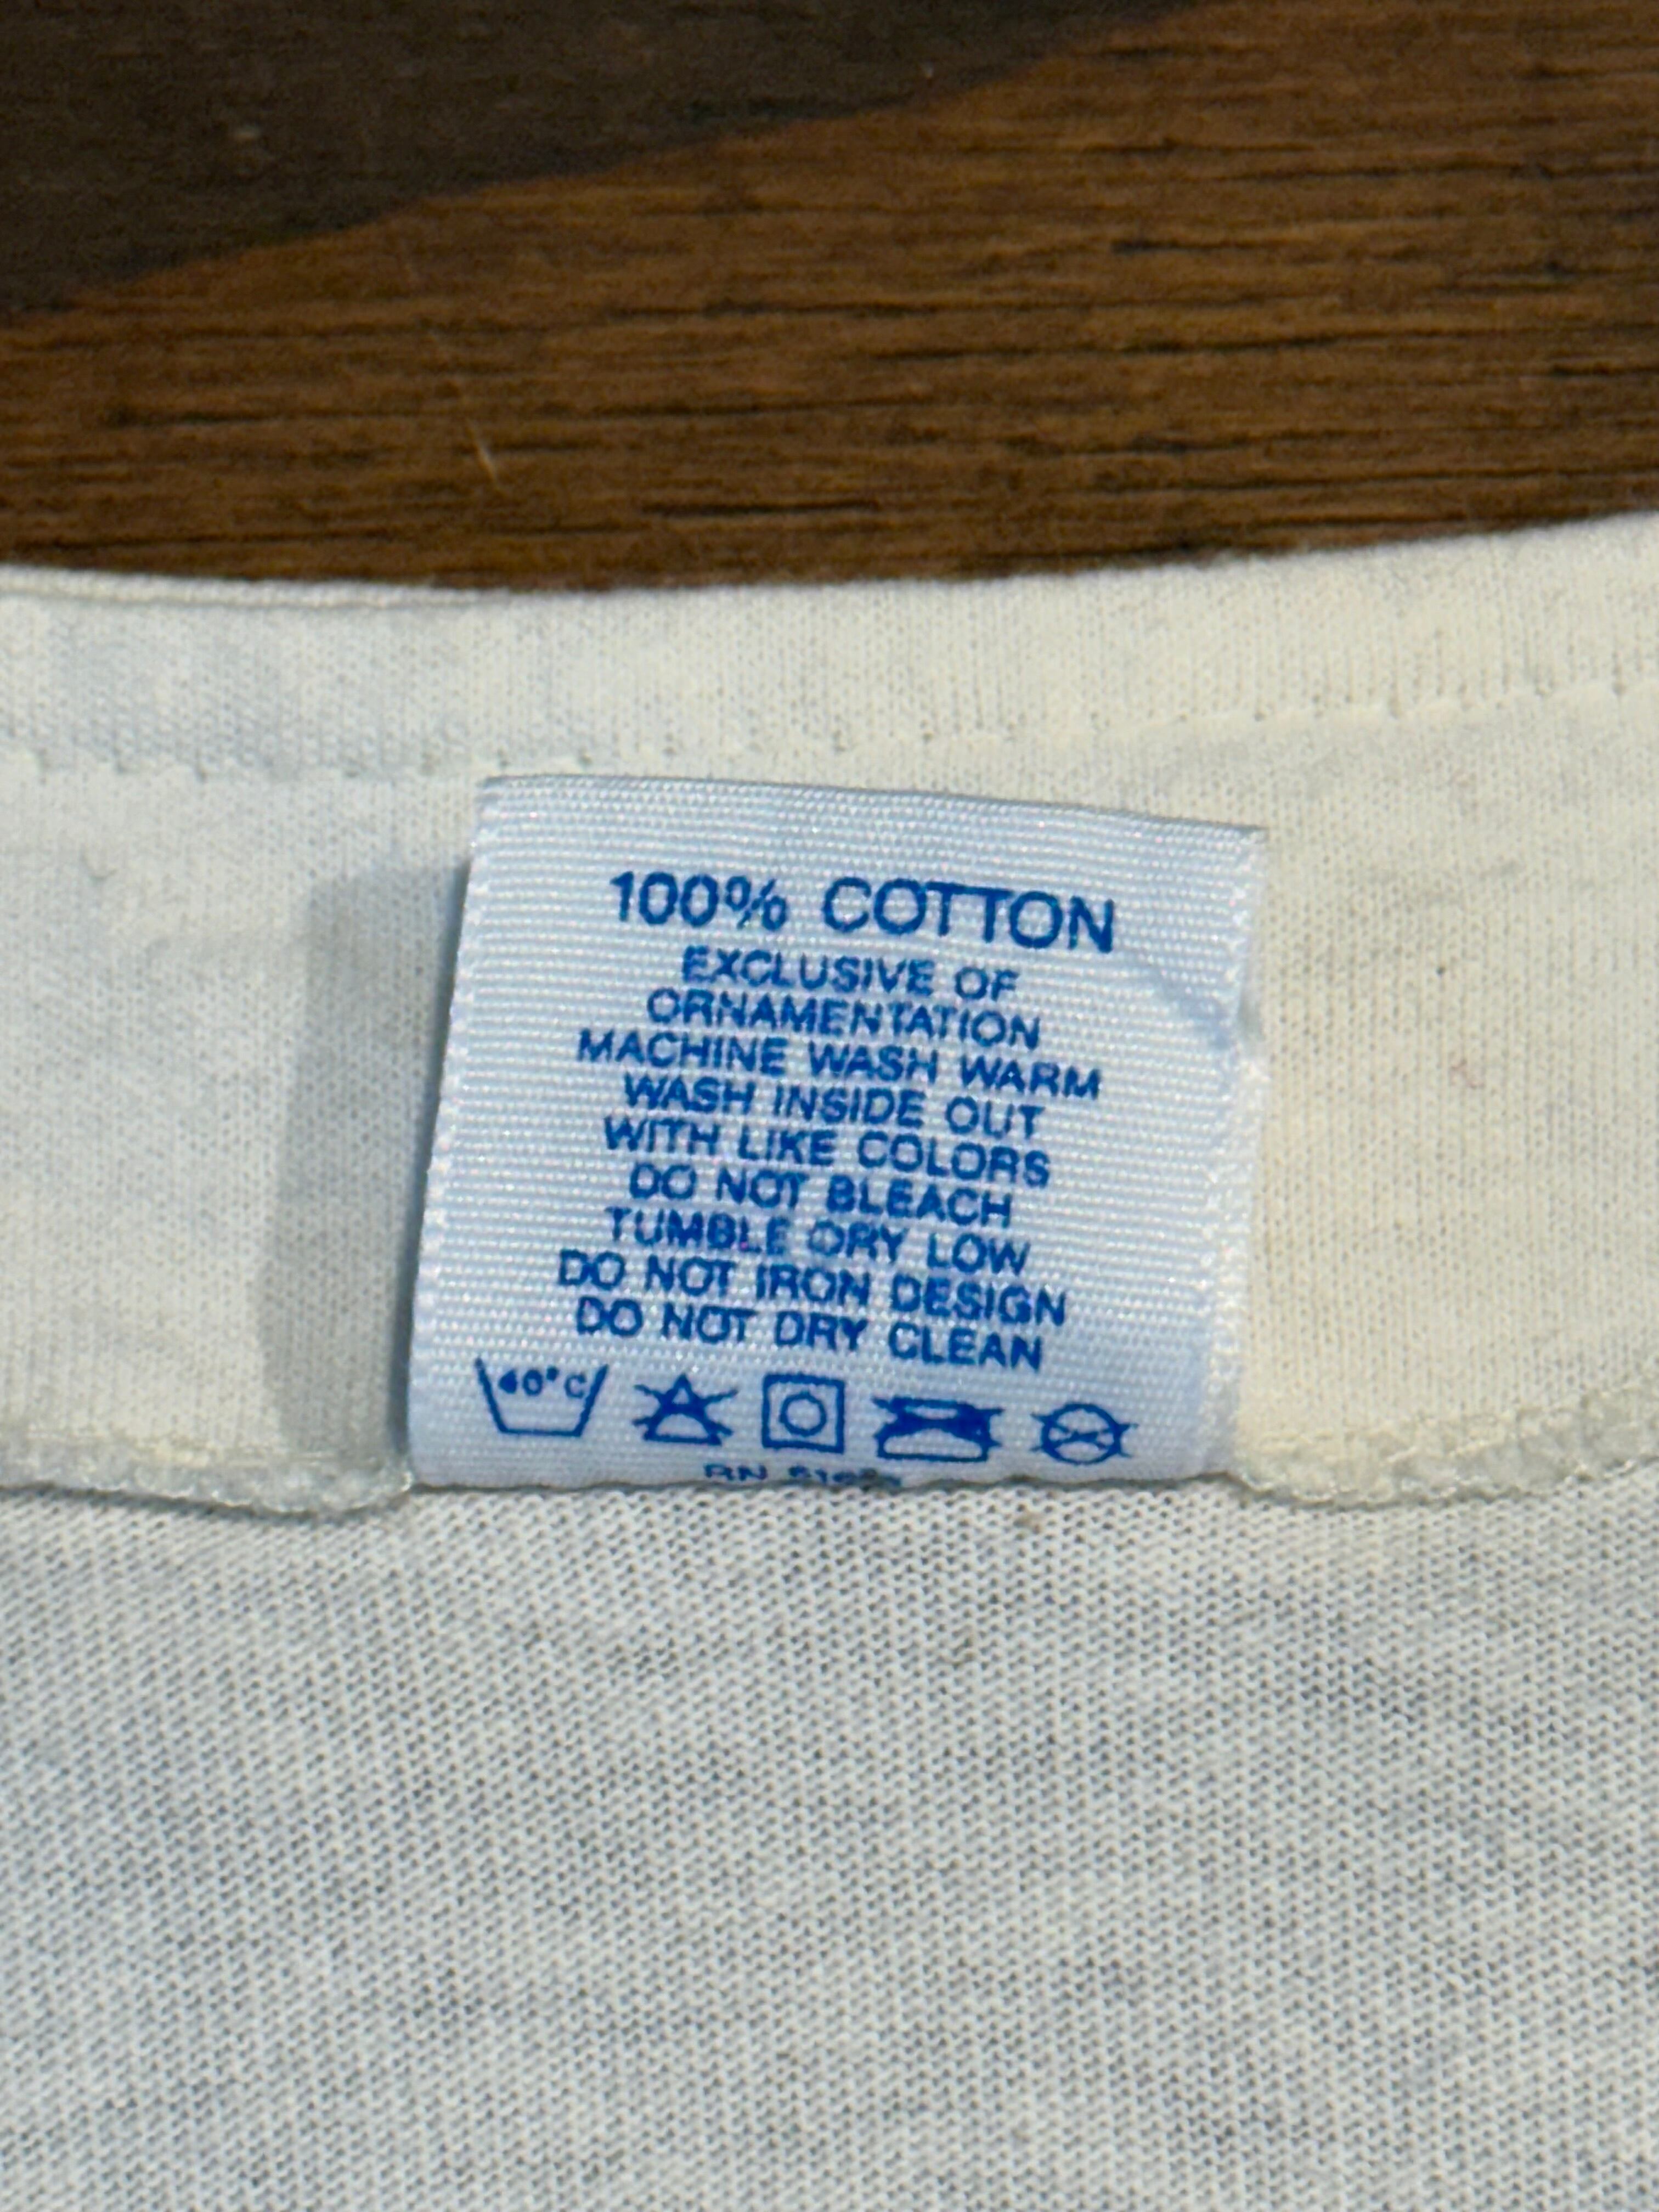 100% COTTON
EXCLUSIVE OF
ORNAMENTATION
MACHINE WASH WARM
WASH INSIDE OUT
WITH LIKE COLORS
DO NOT BLEACH
TUMBLE DRY LOW
DO NOT IRON DESIGN
DO NOT DRY CLEAN
40°C
RN